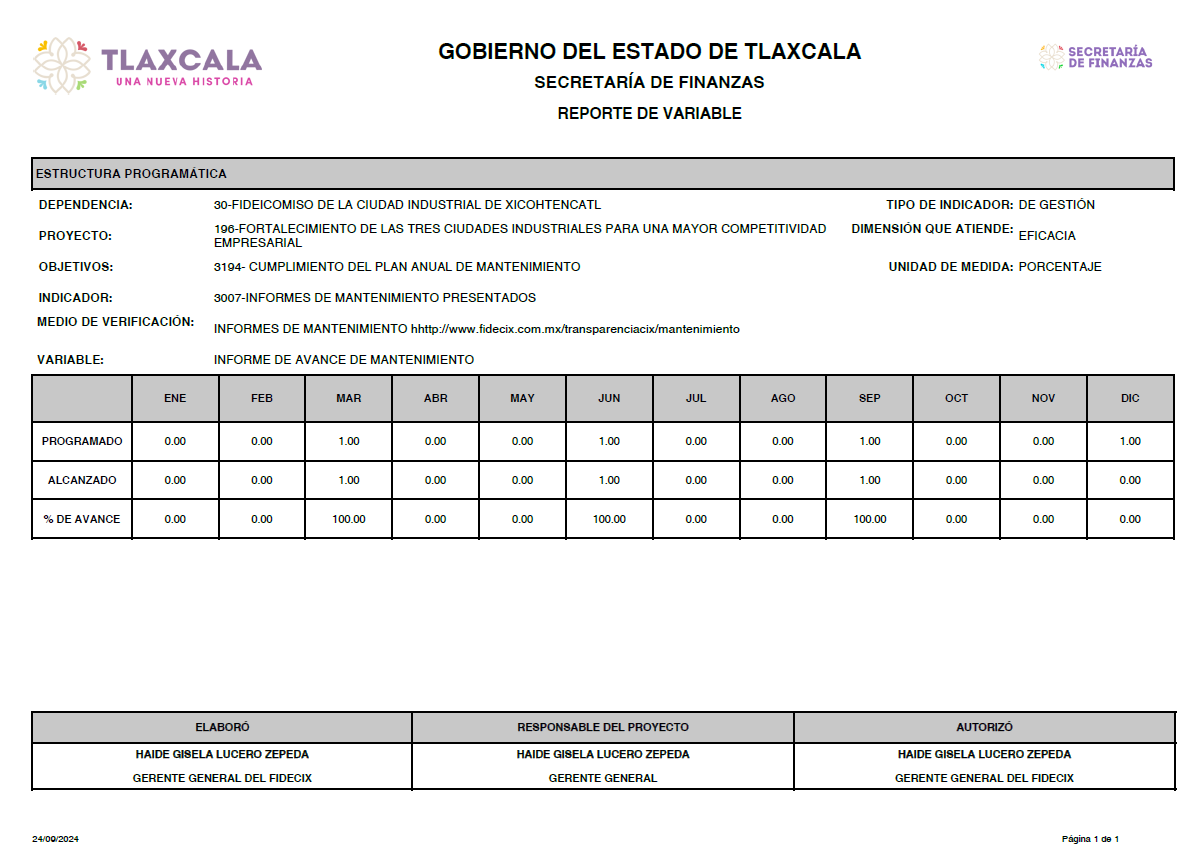 TLAXCALA
UNA NUEVA HISTORIA
GOBIERNO DEL ESTADO DE TLAXCALA
SECRETARÍA DE FINANZAS
REPORTE DE VARIABLE
SECRETARÍA
DE FINANZAS
ESTRUCTURA PROGRAMÁTICA
DEPENDENCIA: 30-FIDEICOMISO DE LA CIUDAD INDUSTRIAL DE XICOHTENCATL TIPO DE INDICADOR: DE GESTIÓN
PROYECTO: 196-FORTALECIMIENTO DE LAS TRES CIUDADES INDUSTRIALES PARA UNA MAYOR COMPETITIVIDAD
EMPRESARIAL
DIMENSIÓN QUE ATIENDE: EFICACIA
OBJETIVOS: 3194- CUMPLIMIENTO DEL PLAN ANUAL DE MANTENIMIENTO UNIDAD DE MEDIDA: PORCENTAJE
INDICADOR: 3007-INFORMES DE MANTENIMIENTO PRESENTADOS
MEDIO DE VERIFICACIÓN: INFORMES DE MANTENIMIENTO hhttp://www.fidecix.com.mx/transparenciacix/mantenimiento
VARIABLE: INFORME DE AVANCE DE MANTENIMIENTO
ENE FEB MAR ABR MAY JUN JUL AGO SEP OCT NOV DIC
PROGRAMADO 0.00 0.00 1.00 0.00 0.00 1.00 0.00 0.00 1.00 0.00 0.00 1.00
ALCANZADO 0.00 0.00 1.00 0.00 0.00 1.00 0.00 0.00 1.00 0.00 0.00 0.00
% DE AVANCE 0.00 0.00 100.00 0.00 0.00 100.00 0.00 0.00 100.00 0.00 0.00 0.00
ELABORÓ RESPONSABLE DEL PROYECTO AUTORIZÓ
HAIDE GISELA LUCERO ZEPEDA HAIDE GISELA LUCERO ZEPEDA HAIDE GISELA LUCERO ZEPEDA
GERENTE GENERAL DEL FIDECIX GERENTE GENERAL GERENTE GENERAL DEL FIDECIX
24/09/2024 Página 1 de 1